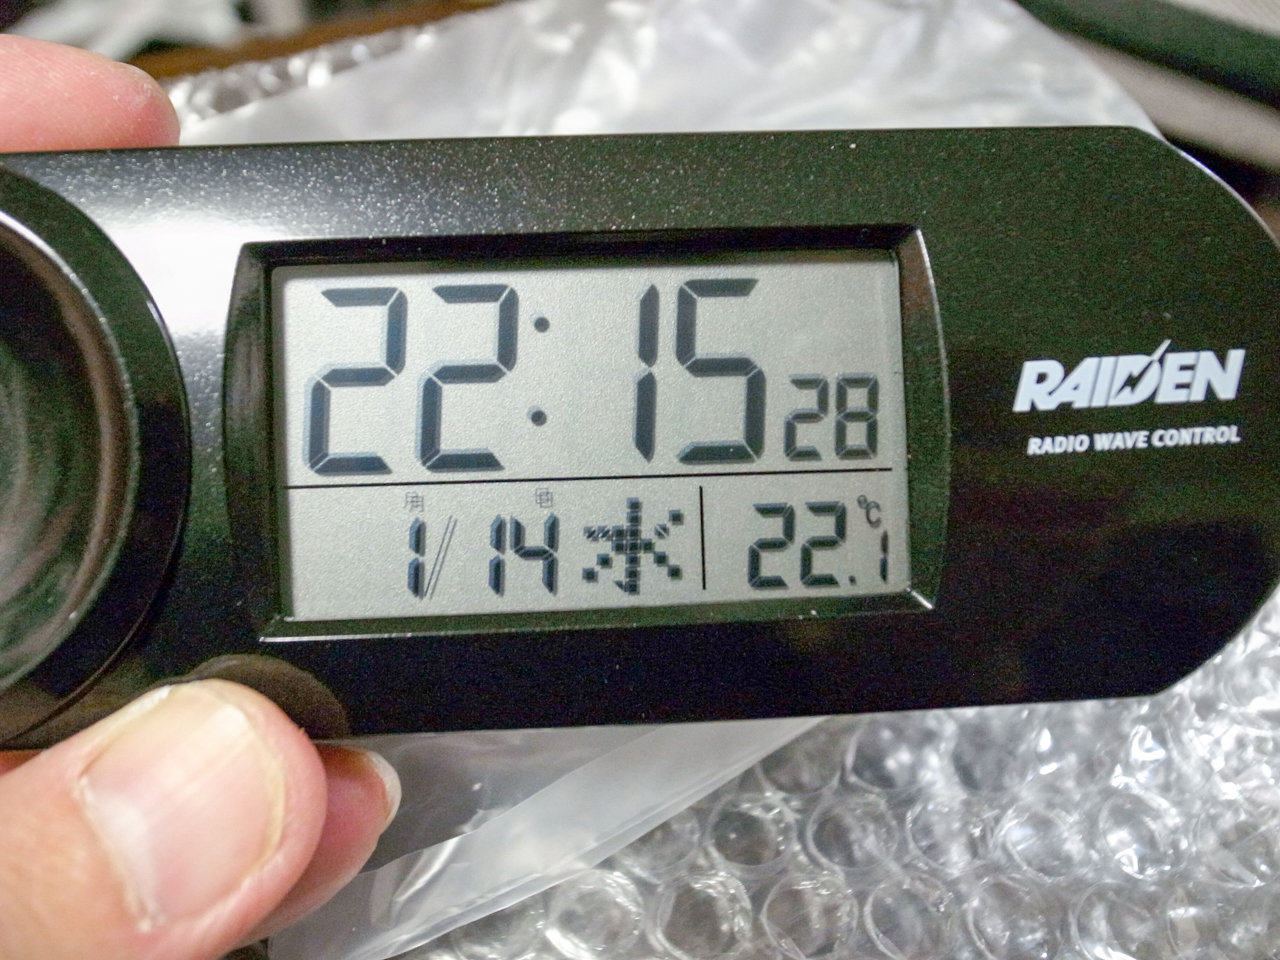 22:15 28
月 日
1/14 水 22.1 ℃
RAIDEN
RADIO WAVE CONTROL